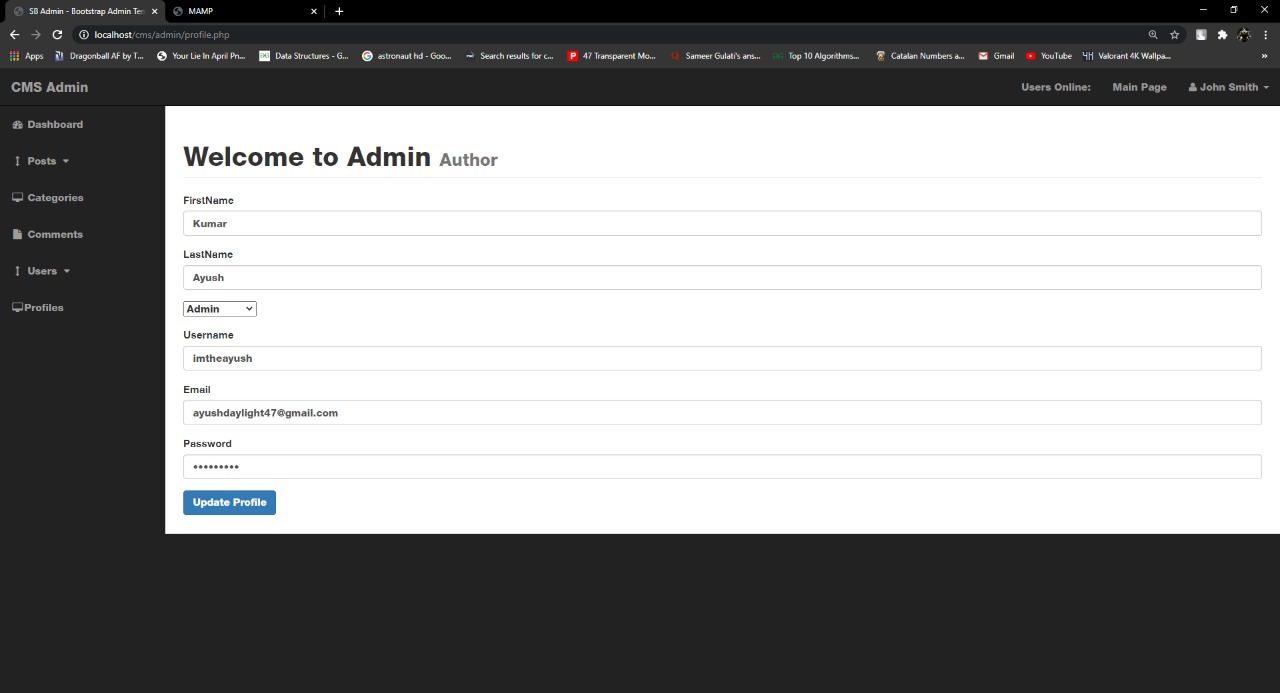 SB Admin - Bootstrap Admin Tem
MAMP
localhost/cms/admin/profile.php
Apps Dragonball AF by T... Your Lie In April Pn... Data Structures - G... astronaut hd - Goo... Search results for c... 47 Transparent Mo... Sameer Gulati's ans... Top 10 Algorithms... Catalan Numbers a... Gmail YouTube Valorant 4K Wallpa... »
CMS Admin Users Online: Main Page John Smith
Dashboard
Posts
Categories
Comments
Users
Profiles
Welcome to Admin Author
FirstName
Kumar
LastName
Ayush
Admin
Username
imtheayush
Email
ayushdaylight47@gmail.com
Password
•••••••••
Update Profile